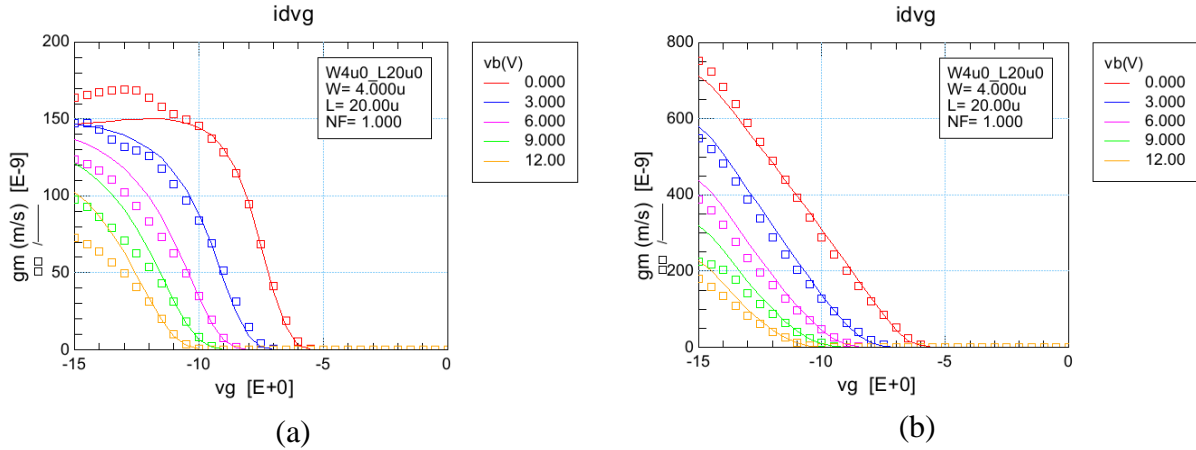 idvg
200
150
100
50
0
gm (m/s) [E-9]
□□ /
-15
-10
-5
0
vg [E+0]
W4u0_L20u0
W= 4.000u
L= 20.00u
NF= 1.000
vb(V)
0.000
3.000
6.000
9.000
12.00
(a)
idvg
800
600
400
200
0
gm (m/s) [E-9]
□□ /
-15
-10
-5
0
vg [E+0]
W4u0_L20u0
W= 4.000u
L= 20.00u
NF= 1.000
vb(V)
0.000
3.000
6.000
9.000
12.00
(b)